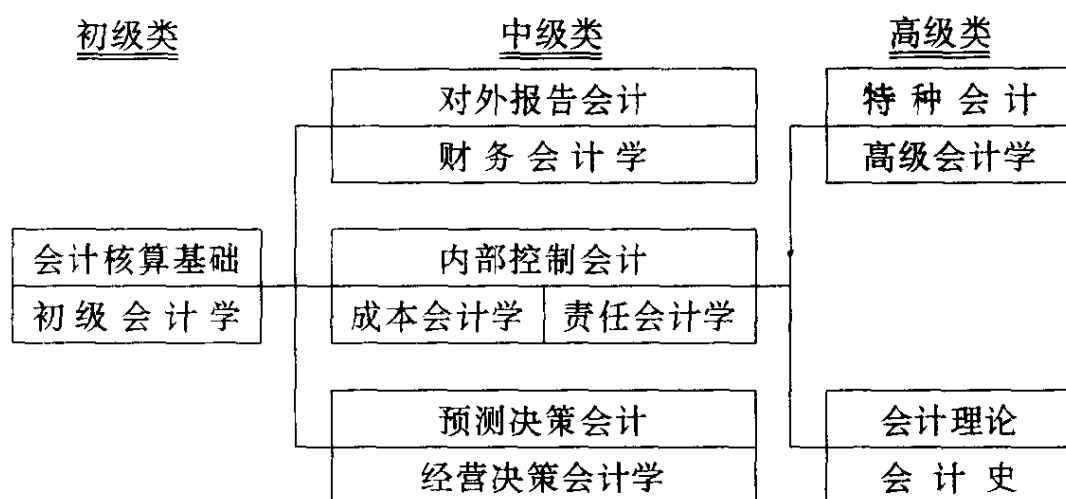 初级类 中级类 高级类
对外报告会计 特种会计
财务会计学 高级会计学
会计核算基础 内部控制会计
初级会计学 成本会计学 责任会计学
预测决策会计 会计理论
经营决策会计学 会计史